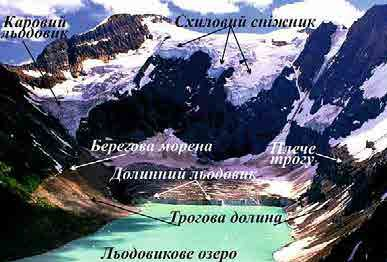 Каровий
льодовик
Схиловий сніжник
Берегова морена
Плече
трогу
Долинний льодовик
Трогова долина
Льодовикове озеро